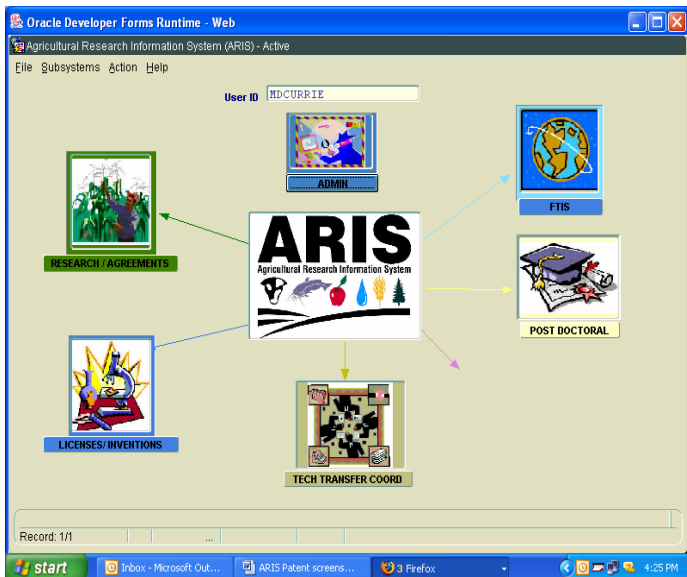 Oracle Developer Forms Runtime - Web
Agricultural Research Information System (ARIS) - Active
File Subsystems Action Help
User ID MDCURRIE
ADMIN
FTIS
RESEARCH / AGREEMENTS
ARIS
Agricultural Research Information System
POST DOCTORAL
LICENSES/ INVENTIONS
TECH TRANSFER COORD
Record: 1/1 ...
start Inbox - Microsoft Out... ARIS Patent screens... 3 Firefox 4:25 PM